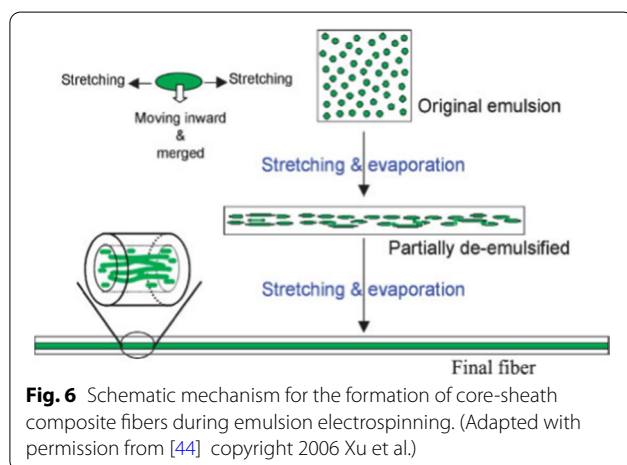 Stretching
Stretching
Moving inward
&
merged
Original emulsion
Stretching & evaporation
Partially de-emulsified
Stretching & evaporation
Final fiber
Fig. 6 Schematic mechanism for the formation of core-sheath
composite fibers during emulsion electrospinning. (Adapted with
permission from [44] copyright 2006 Xu et al.)